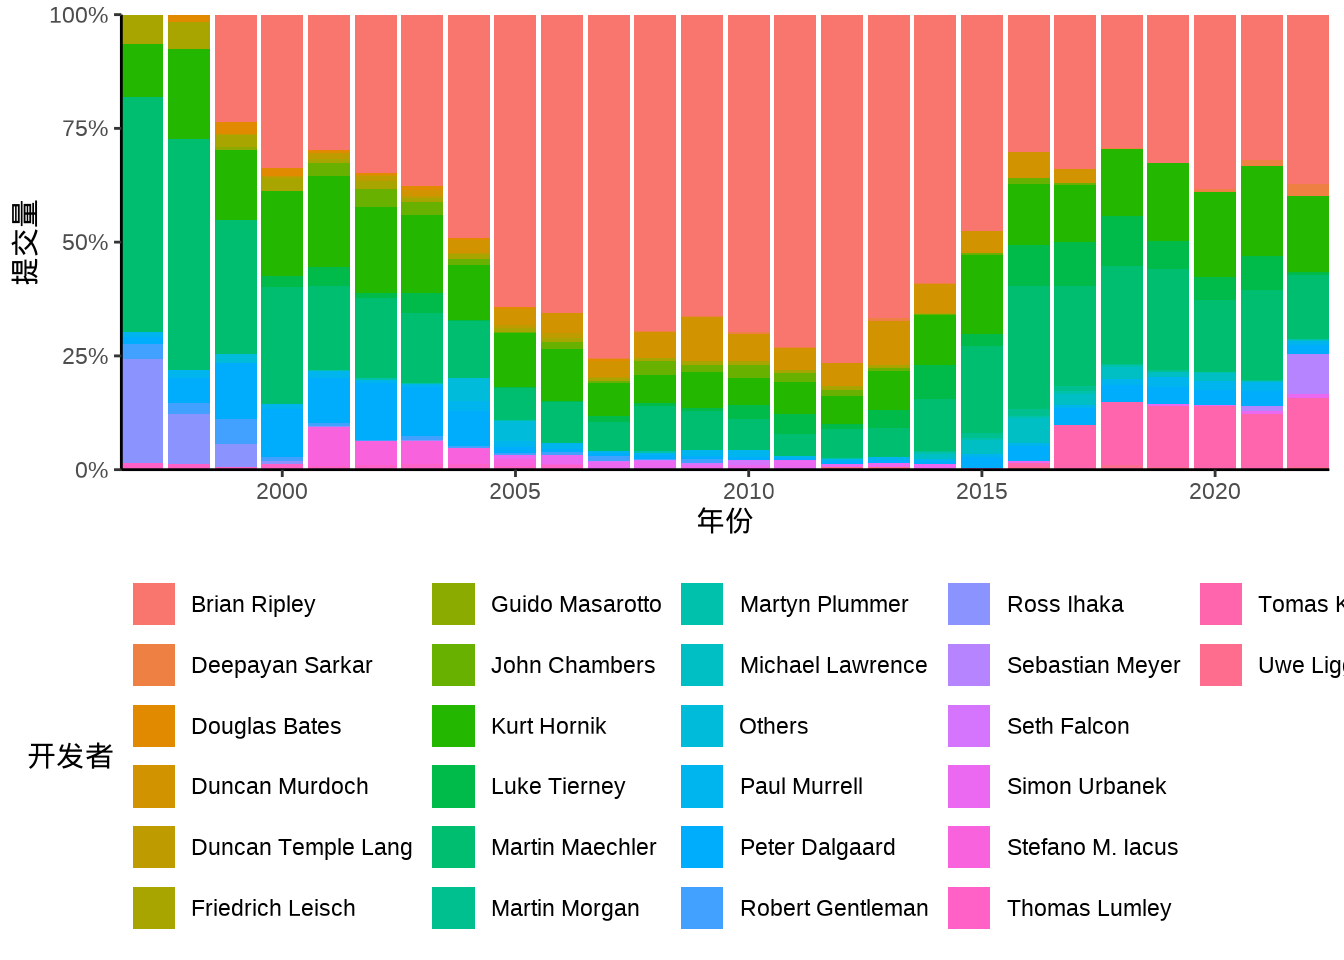 100%
75%
50%
25%
0%
提交量
2000 2005 2010 2015 2020
年份
开发者
Brian Ripley
Deepayan Sarkar
Douglas Bates
Duncan Murdoch
Duncan Temple Lang
Friedrich Leisch
Guido Masarotto
John Chambers
Kurt Hornik
Luke Tierney
Martin Maechler
Martin Morgan
Martyn Plummer
Michael Lawrence
Others
Paul Murrell
Peter Dalgaard
Robert Gentleman
Ross Ihaka
Sebastian Meyer
Seth Falcon
Simon Urbanek
Stefano M. Iacus
Thomas Lumley
Tomas
Uwe